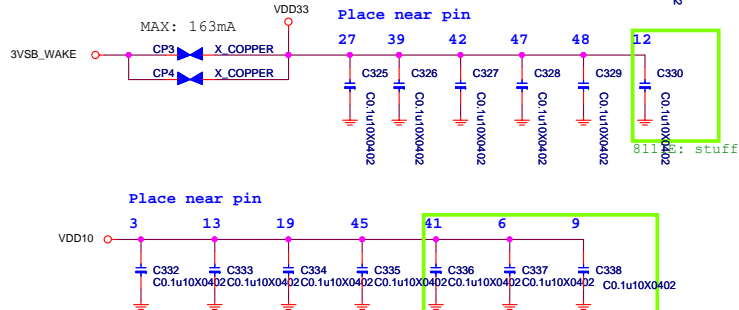 VDD33
Place near pin
MAX: 163mA
27 39 42 47 48 12
3VSB_WAKE
CP3 X_COPPER
CP4 X_COPPER
C325 C326 C327 C328 C329 C330
C0.1u10X0402 C0.1u10X0402 C0.1u10X0402 C0.1u10X0402 C0.1u10X0402 C0.1u10X0402
stuff
Place near pin
3 13 19 45 41 6 9
VDD10
C332 C333 C334 C335 C336 C337 C338
C0.1u10X0402 C0.1u10X0402 C0.1u10X0402 C0.1u10X0402 C0.1u10X0402 C0.1u10X0402 C0.1u10X0402